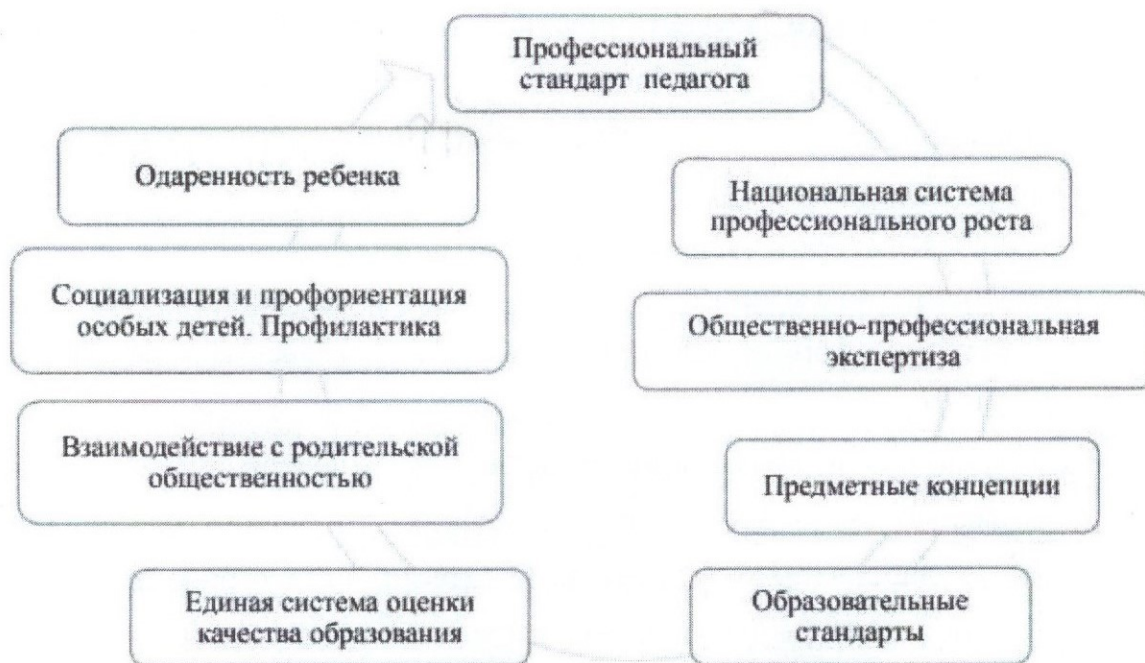 Профессиональный
стандарт педагога
Национальная система
профессионального роста
Общественно-профессиональная
экспертиза
Предметные концепции
Образовательные
стандарты
Единая система оценки
качества образования
Взаимодействие с родительской
общественностью
Социализация и профориентация
особых детей. Профилактика
Одаренность ребенка